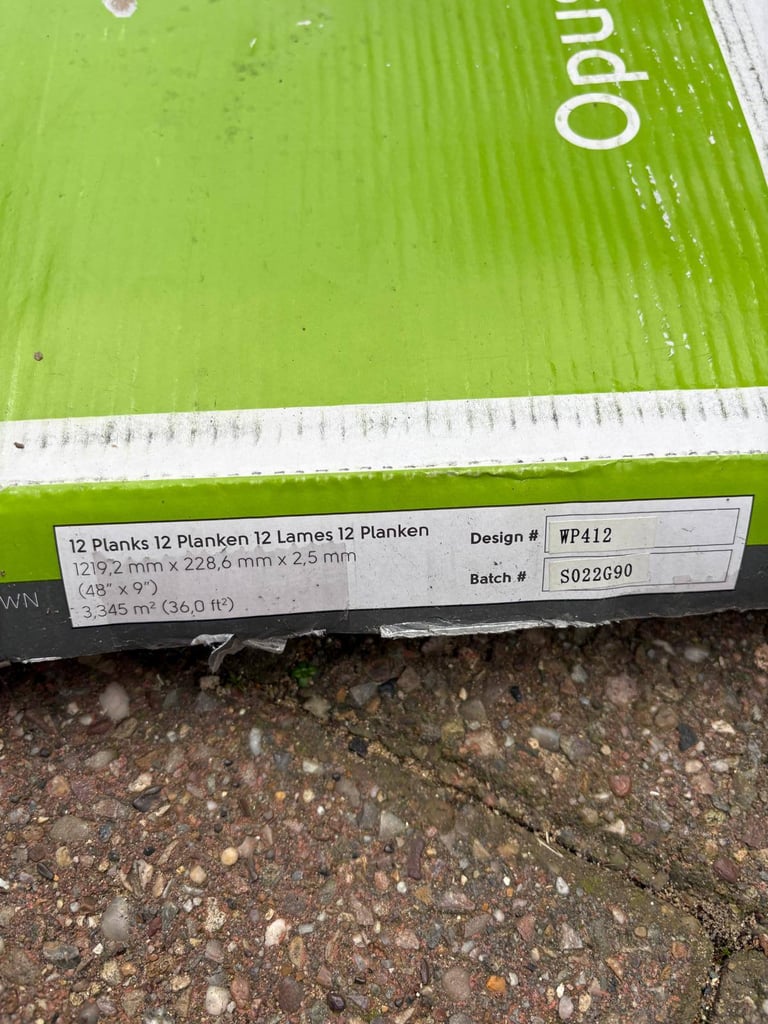 Opus
12 Planks 12 Planken 12 Lames 12 Planken
1219,2 mm x 228,6 mm x 2,5 mm
(48" x 9")
3,345 m² (36,0 ft²)
Design # WP412
Batch # S022G90
WN